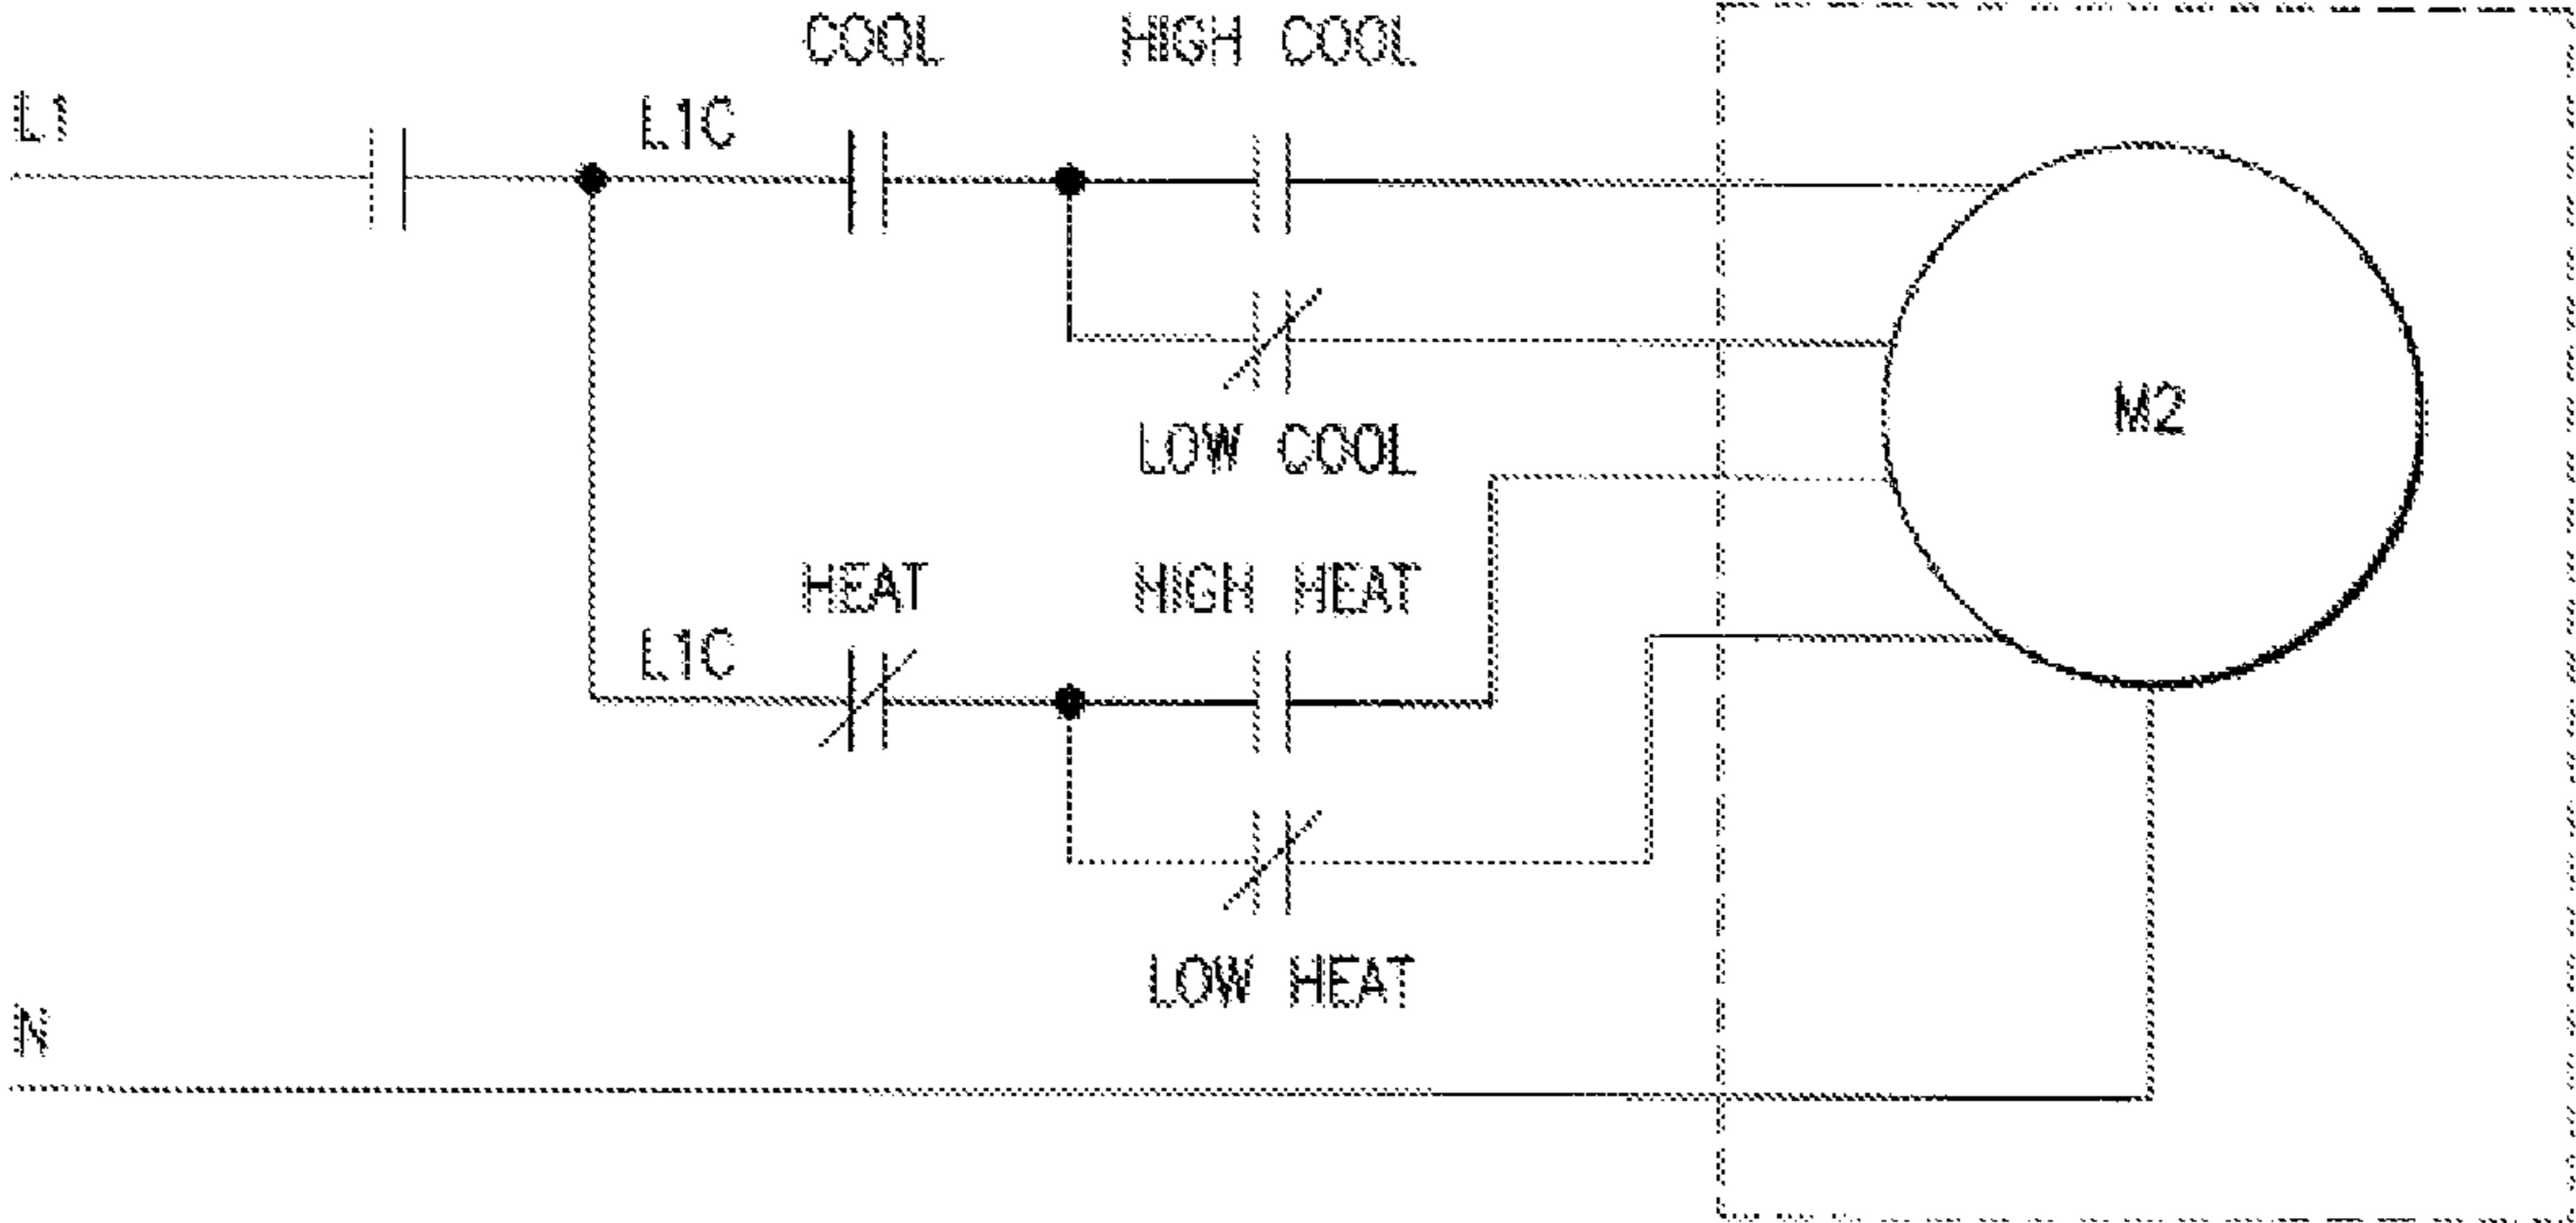 COOL
HIGH COOL
L1
L1C
LOW COOL
M2
HEAT
HIGH HEAT
L1C
LOW HEAT
N